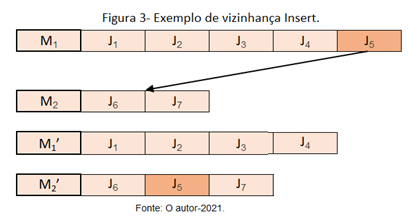 Figura 3- Exemplo de vizinhança Insert.
M₁ J₁ J₂ J₃ J₄ J₅
M₂ J₆ J₇
M₁’ J₁ J₂ J₃ J₄
M₂’ J₆ J₅ J₇
Fonte: O autor-2021.